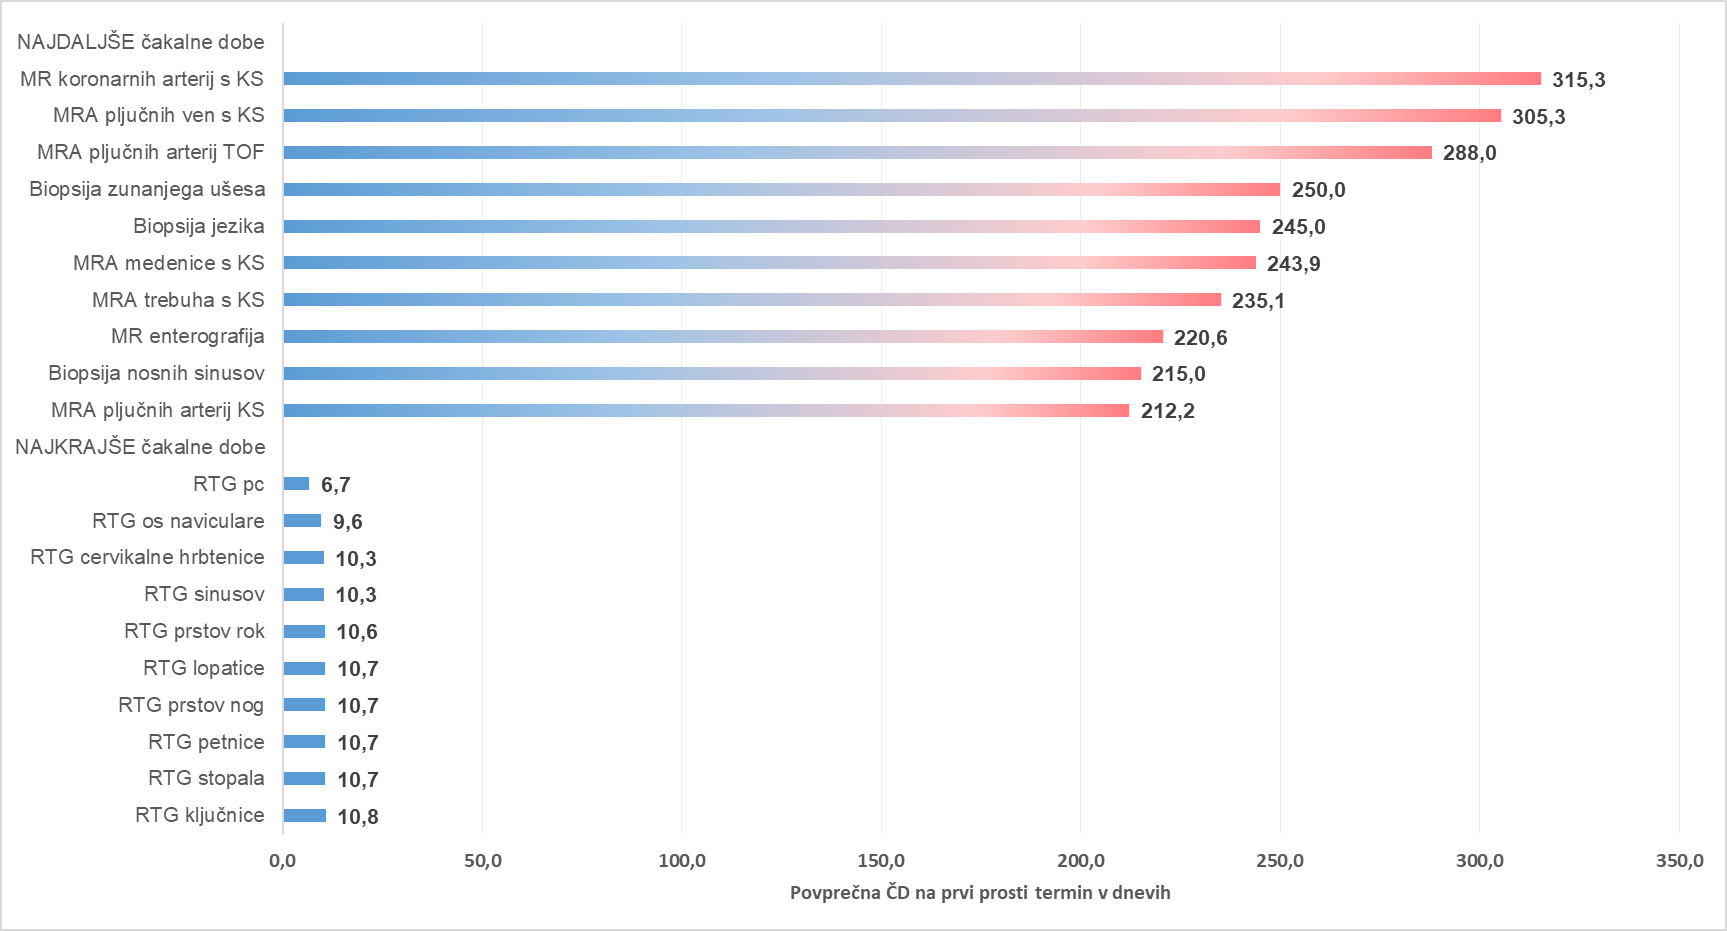 NAJDALJŠE čakalne dobe
MR koronarnih arterij s KS 315,3
MRA pljučnih ven s KS 305,3
MRA pljučnih arterij TOF 288,0
Biopsija zunanjega ušesa 250,0
Biopsija jezika 245,0
MRA medenice s KS 243,9
MRA trebuha s KS 235,1
MR enterografija 220,6
Biopsija nosnih sinusov 215,0
MRA pljučnih arterij KS 212,2
NAJKRAJŠE čakalne dobe
RTG pc 6,7
RTG os naviculare 9,6
RTG cervikalne hrbtenice 10,3
RTG sinusov 10,3
RTG prstov rok 10,6
RTG lopatice 10,7
RTG prstov nog 10,7
RTG petnice 10,7
RTG stopala 10,7
RTG ključnice 10,8
0,0 50,0 100,0 150,0 200,0 250,0 300,0 350,0
Povprečna ČD na prvi prosti termin v dnevih